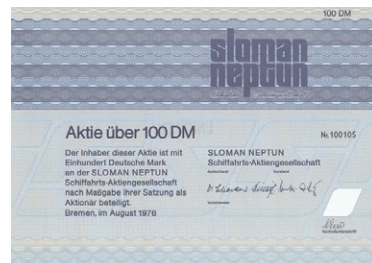 100 DM
sloman
neptun
Aktie über 100 DM
Nr. 100105
Der Inhaber dieser Aktie ist mit
Einhundert Deutsche Mark
an der SLOMAN NEPTUN
Schiffahrts-Aktiengesellschaft
nach Maßgabe ihrer Satzung als
Aktionär beteiligt.
Bremen, im August 1976
SLOMAN NEPTUN
Schiffahrts-Aktiengesellschaft
Aufsichtsrat Vorstand